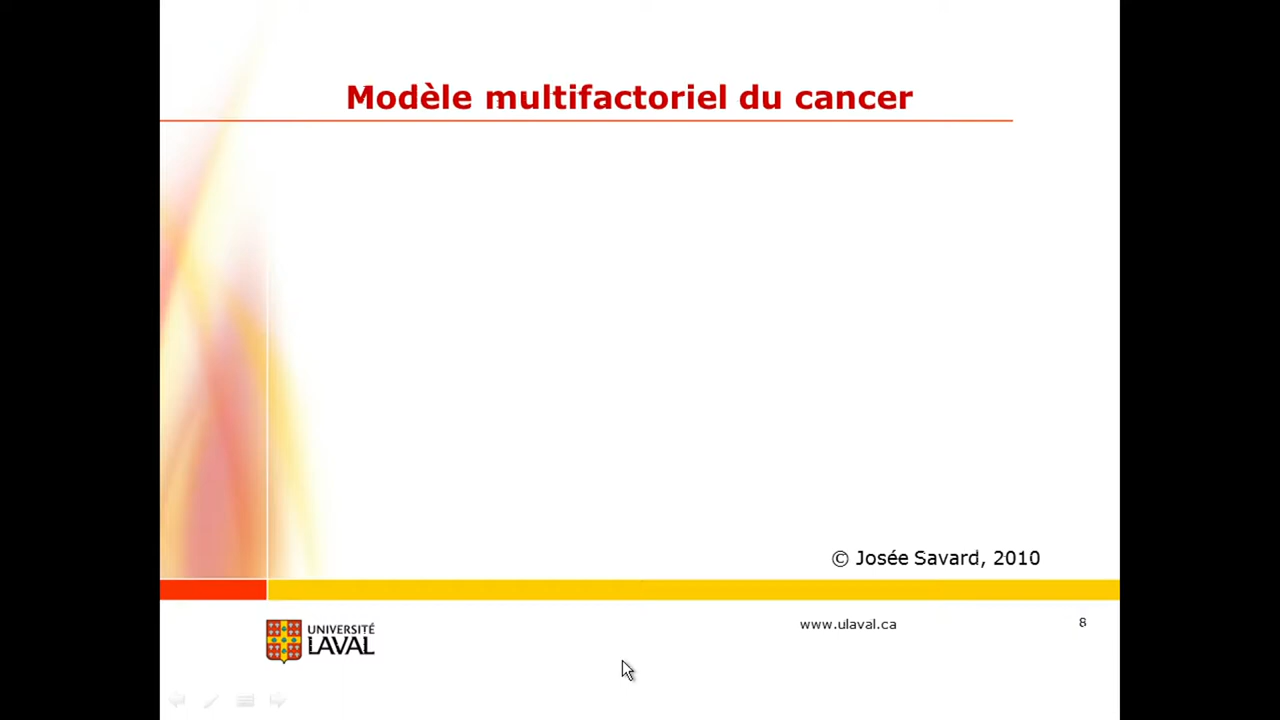 Modèle multifactoriel du cancer
© Josée Savard, 2010
www.ulaval.ca
8
UNIVERSITÉ
LAVAL